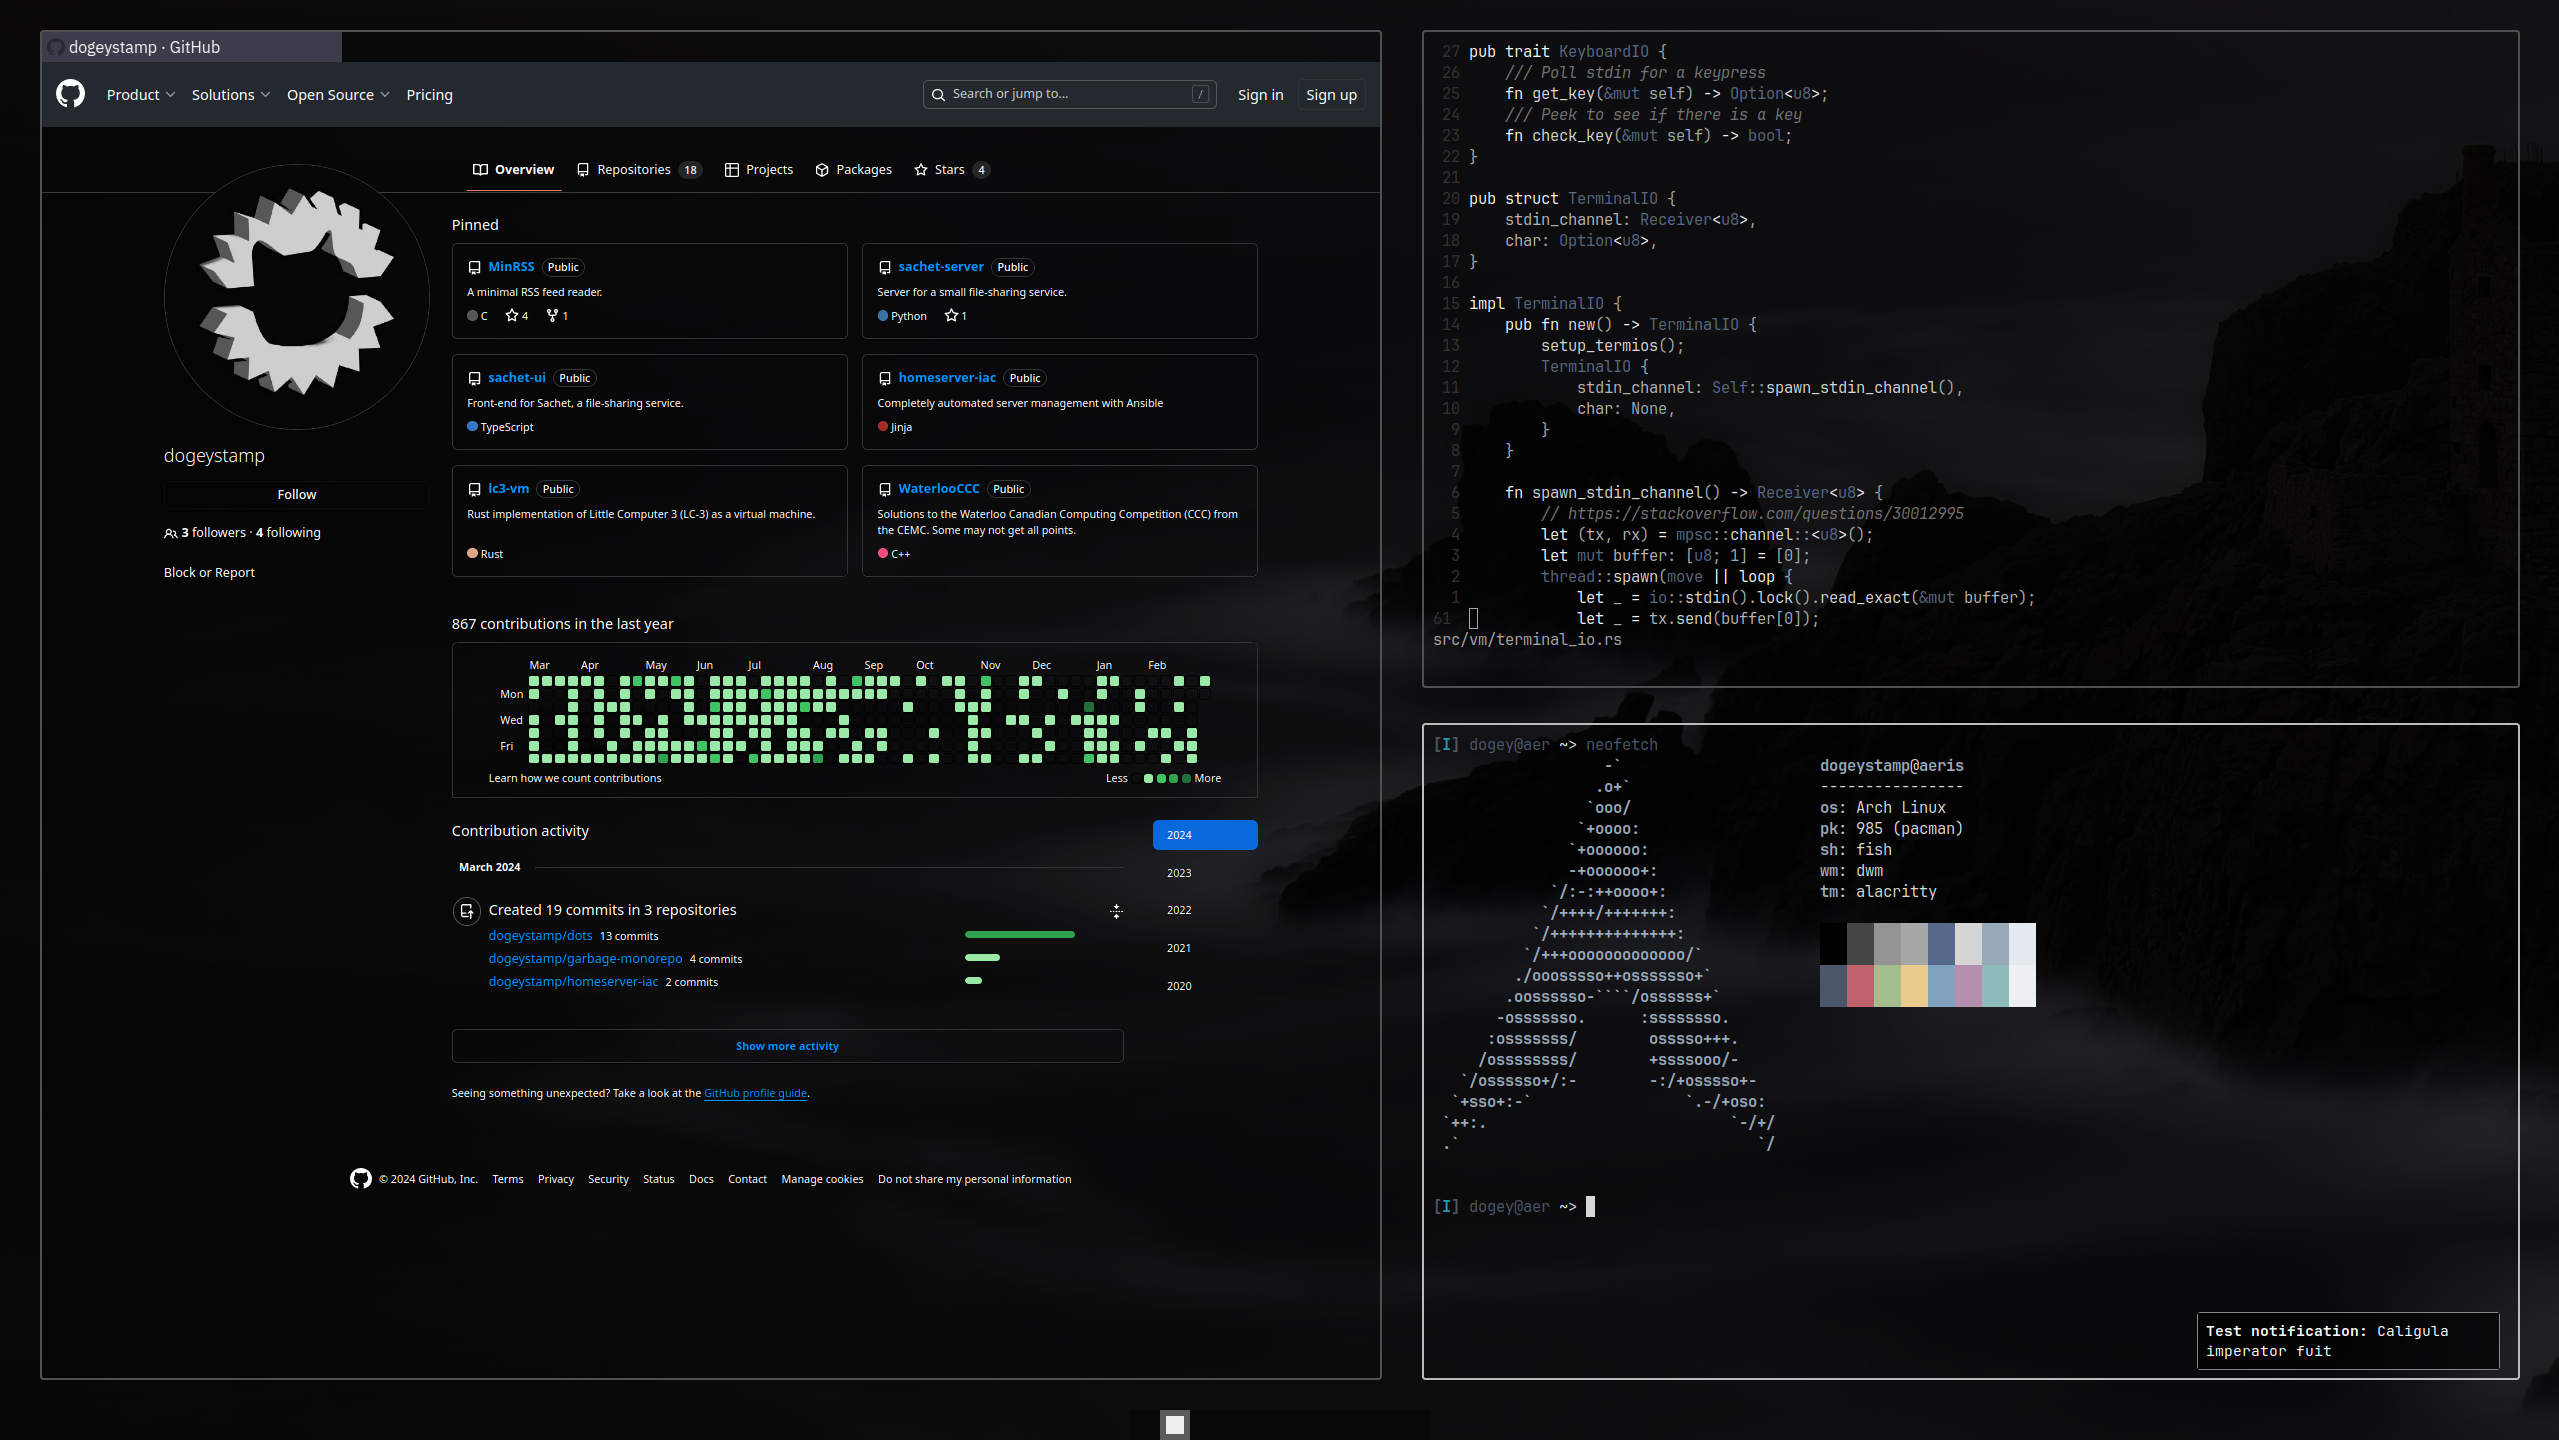 dogeystamp · GitHub
Product Solutions Open Source Pricing Search or jump to... / Sign in Sign up
Overview Repositories 18 Projects Packages Stars 4
dogeystamp
Follow
3 followers · 4 following
Block or Report
Pinned
MinRSS Public
A minimal RSS feed reader.
C 4 1
sachet-server Public
Server for a small file-sharing service.
Python 1
sachet-ui Public
Front-end for Sachet, a file-sharing service.
TypeScript
homeserver-iac Public
Completely automated server management with Ansible
Jinja
lc3-vm Public
Rust implementation of Little Computer 3 (LC-3) as a virtual machine.
Rust
WaterlooCCC Public
Solutions to the Waterloo Canadian Computing Competition (CCC) from
the CEMC. Some may not get all points.
C++
867 contributions in the last year
Mar Apr May Jun Jul Aug Sep Oct Nov Dec Jan Feb
Mon
Wed
Fri
Learn how we count contributions Less More
Contribution activity
2024
2023
2022
2021
2020
March 2024
Created 19 commits in 3 repositories
dogeystamp/dots 13 commits
dogeystamp/garbage-monorepo 4 commits
dogeystamp/homeserver-iac 2 commits
Show more activity
Seeing something unexpected? Take a look at the GitHub profile guide.
© 2024 GitHub, Inc. Terms Privacy Security Status Docs Contact Manage cookies Do not share my personal information
27 pub trait KeyboardIO {
26     /// Poll stdin for a keypress
25     fn get_key(&mut self) -> Option<u8>;
24     /// Peek to see if there is a key
23     fn check_key(&mut self) -> bool;
22 }
21
20 pub struct TerminalIO {
19     stdin_channel: Receiver<u8>,
18     char: Option<u8>,
17 }
16
15 impl TerminalIO {
14     pub fn new() -> TerminalIO {
13         setup_termios();
12         TerminalIO {
11             stdin_channel: Self::spawn_stdin_channel(),
10             char: None,
9         }
8     }
7
6     fn spawn_stdin_channel() -> Receiver<u8> {
5         // https://stackoverflow.com/questions/30012995
4         let (tx, rx) = mpsc::channel::<u8>();
3         let mut buffer: [u8; 1] = [0];
2         thread::spawn(move || loop {
1             let _ = io::stdin().lock().read_exact(&mut buffer);
61             let _ = tx.send(buffer[0]);
src/vm/terminal_io.rs
[I] dogey@aer ~> neofetch
                   -`
                  .o+`
                 `ooo/
                `+oooo:
               `+oooooo:
               -+oooooo+:
             `/:-:++oooo+:
            `/++++/+++++++:
           `/++++++++++++++:
          `/+++ooooooooooooo/`
         ./ooosssso++osssssso+`
        .oossssso-````/ossssss+`
       -osssssso.      :ssssssso.
      :osssssss/        osssso+++.
     /ossssssss/        +ssssooo/-
   `/ossssso+/:-        -:/+osssso+-
  `+sso+:-`                 `.-/+oso:
 `++:.                           `-/+/
 .`                                 `/
dogeystamp@aeris
----------------
os: Arch Linux
pk: 985 (pacman)
sh: fish
wm: dwm
tm: alacritty
[I] dogey@aer ~>
Test notification: Caligula
imperator fuit